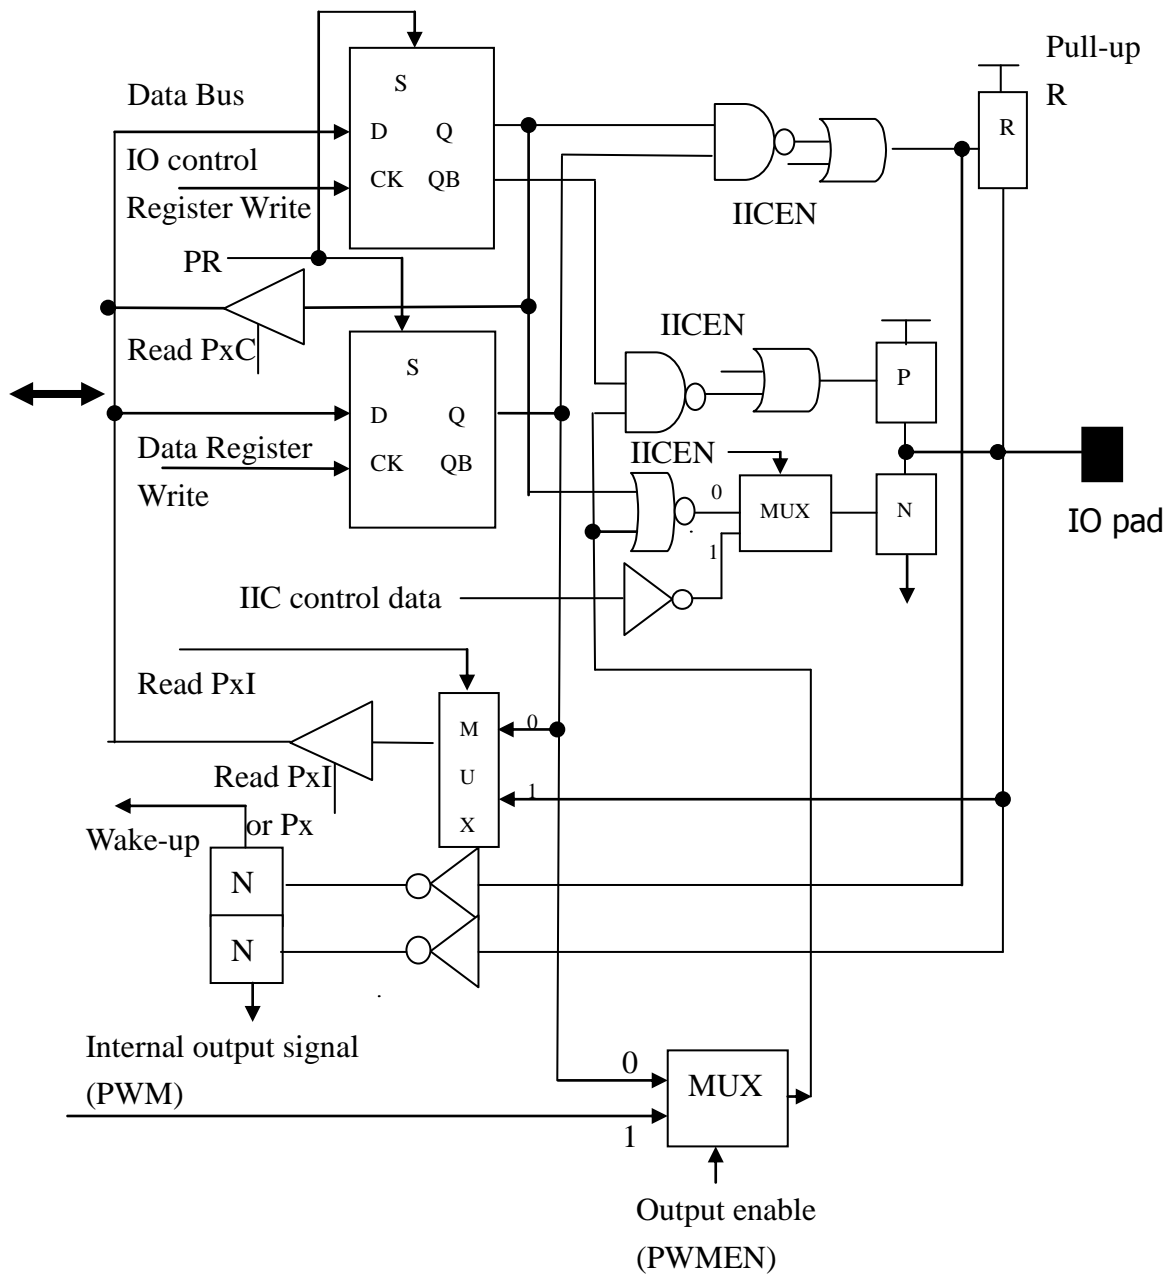 Pull-up
R
S
Data Bus
D Q
R
IO control
CK QB
Register Write
IICEN
PR
IICEN
Read PxC
S
P
D Q
Data Register
IICEN
CK QB
Write
0
MUX
N
IO pad
1
IIC control data
Read PxI
M
0
U
Read PxI
1
or Px
X
Wake-up
N
N
Internal output signal
0
MUX
(PWM)
1
Output enable
(PWMEN)